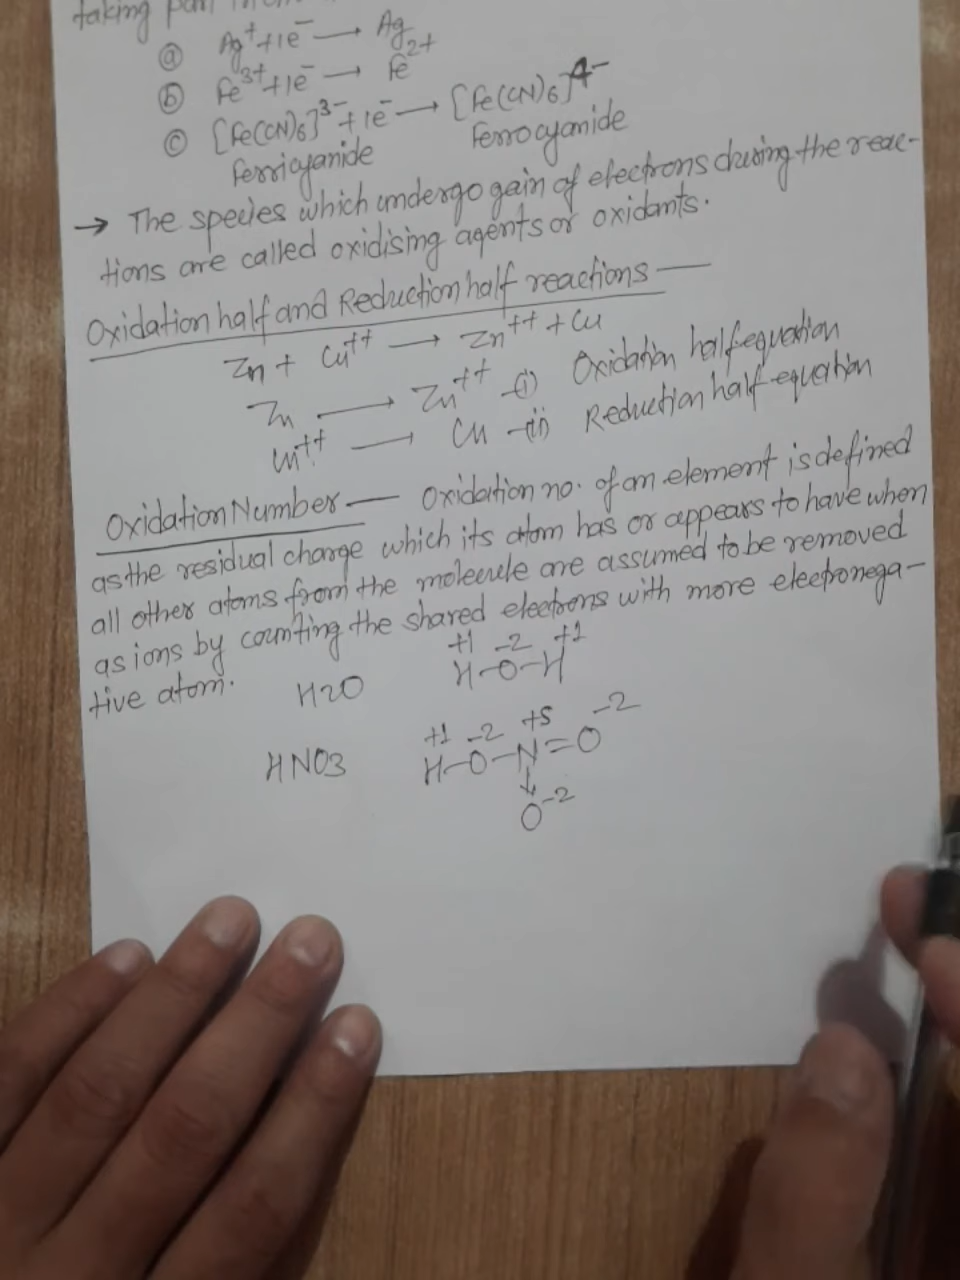 taking part in
ⓐ Ag⁺+1e⁻ → Ag
ⓑ Fe³⁺+1e⁻ → Fe²⁺
ⓒ [Fe(CN)6]³⁻+1e⁻ → [Fe(CN)6]⁴⁻
Ferricyanide Ferrocyanide
→ The species which undergo gain of electrons during the reac-
tions are called oxidising agents or oxidants.
Oxidation half and Reduction half reactions —
Zn + Cu⁺⁺ → Zn⁺⁺ + Cu
Zn → Zn⁺⁺ -(i) Oxidation half equation
Cu⁺⁺ → Cu -(ii) Reduction half-equation
Oxidation Number — Oxidation no. of an element is defined
as the residual charge which its atom has or appears to have when
all other atoms from the molecule are assumed to be removed
as ions by counting the shared electrons with more electronega-
tive atom.
+1 -2 +1
H2O H-O-H
+1 -2 +5 -2
HNO3 H-O-N=O
↓
O⁻²